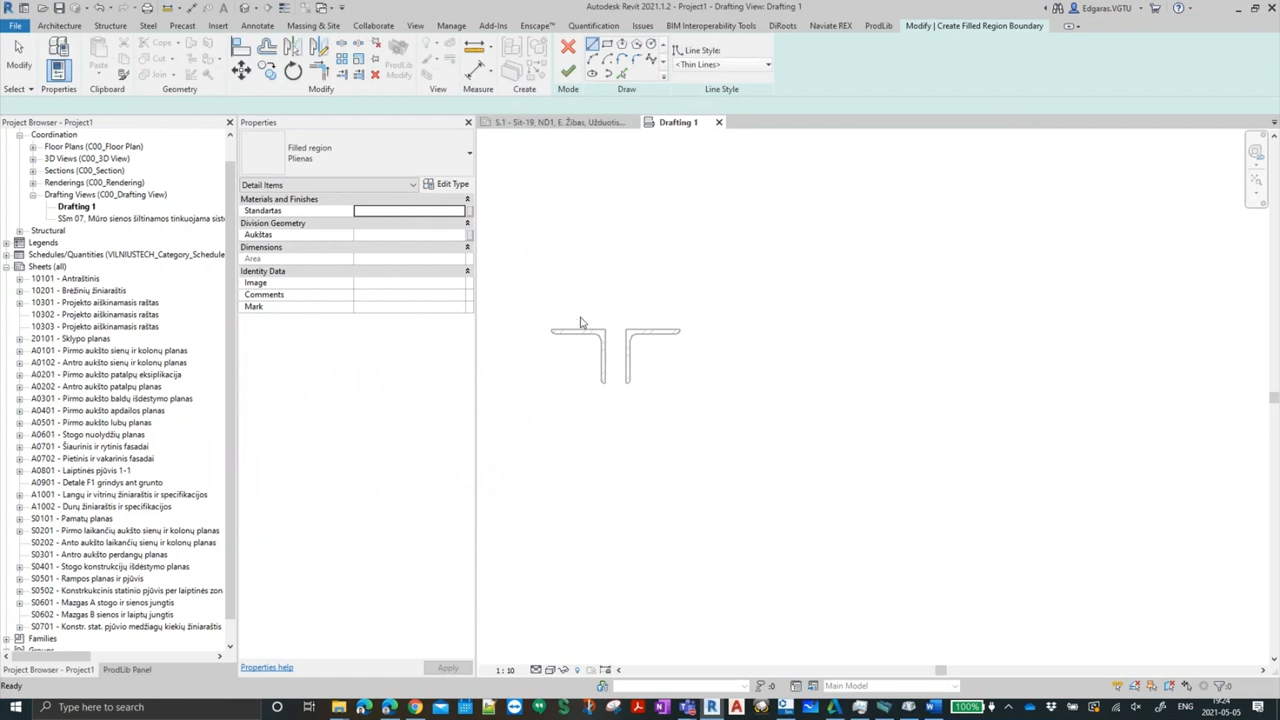 Autodesk Revit 2021.1.2 - Project1 - Drafting View: Drafting 1
Edgaras.VGTU
File Architecture Structure Steel Precast Insert Annotate Massing & Site Collaborate View Manage Add-Ins Enscape™ Quantification Issues BIM Interoperability Tools DiRoots Naviate REX ProdLib Modify | Create Filled Region Boundary
Modify Paste Cope Cut Join ProdLib Modify Line Style:
<Thin Lines>
Select Properties Clipboard Geometry Modify View Measure Create Mode Draw Line Style
Project Browser - Project1
Coordination
Floor Plans (C00_Floor Plan)
3D Views (C00_3D View)
Sections (C00_Section)
Renderings (C00_Rendering)
Drafting Views (C00_Drafting View)
Drafting 1
SSm 07, Mūro sienos šiltinamos tinkuojama sist
Structural
Legends
Schedules/Quantities (VILNIUSTECH_Category_Schedule
Sheets (all)
10101 - Antraštinis
10201 - Brėžinių žiniaraštis
10301 - Projekto aiškinamasis raštas
10302 - Projekto aiškinamasis raštas
10303 - Projekto aiškinamasis raštas
20101 - Sklypo planas
A0101 - Pirmo aukšto sienų ir kolonų planas
A0102 - Antro aukšto sienų ir kolonų planas
A0201 - Pirmo aukšto patalpų eksiplikacija
A0202 - Antro aukšto patalpų planas
A0301 - Pirmo aukšto baldų išdėstymo planas
A0401 - Pirmo aukšto apdailos planas
A0501 - Pirmo aukšto lubų planas
A0601 - Stogo nuolydžių planas
A0701 - Šiaurinis ir rytinis fasadai
A0702 - Pietinis ir vakarinis fasadai
A0801 - Laiptinės pjūvis 1-1
A0901 - Detalė F1 grindys ant grunto
A1001 - Langų ir vitrinų žiniaraštis ir specifikacijos
A1002 - Durų žiniaraštis ir specifikacijos
S0101 - Pamatų planas
S0201 - Pirmo laikančių aukšto sienų ir kolonų planas
S0202 - Anto aukšto laikančių sienų ir kolonų planas
S0301 - Antro aukšto perdangų planas
S0401 - Stogo konstrukcijų išdėstymo planas
S0501 - Rampos planas ir pjūvis
S0502 - Konstrkukcinis statinio pjūvis per laiptinės zon
S0601 - Mazgas A stogo ir sienos jungtis
S0602 - Mazgas B sienos ir laiptų jungtis
S0701 - Konstr. stat. pjūvio medžiagų kiekių žiniaraštis
Families
Groups
Project Browser - Project1 ProdLib Panel
Properties
Filled region
Plienas
Detail Items Edit Type
Materials and Finishes
Standartas
Division Geometry
Aukštas
Dimensions
Area
Identity Data
Image
Comments
Mark
Properties help Apply
S.1 - Sit-19, ND1, E. Žibas, Užduotis... Drafting 1
1 : 10
Ready
:0
Main Model
:0
Type here to search
100%
ENG
19:24
2021-05-05